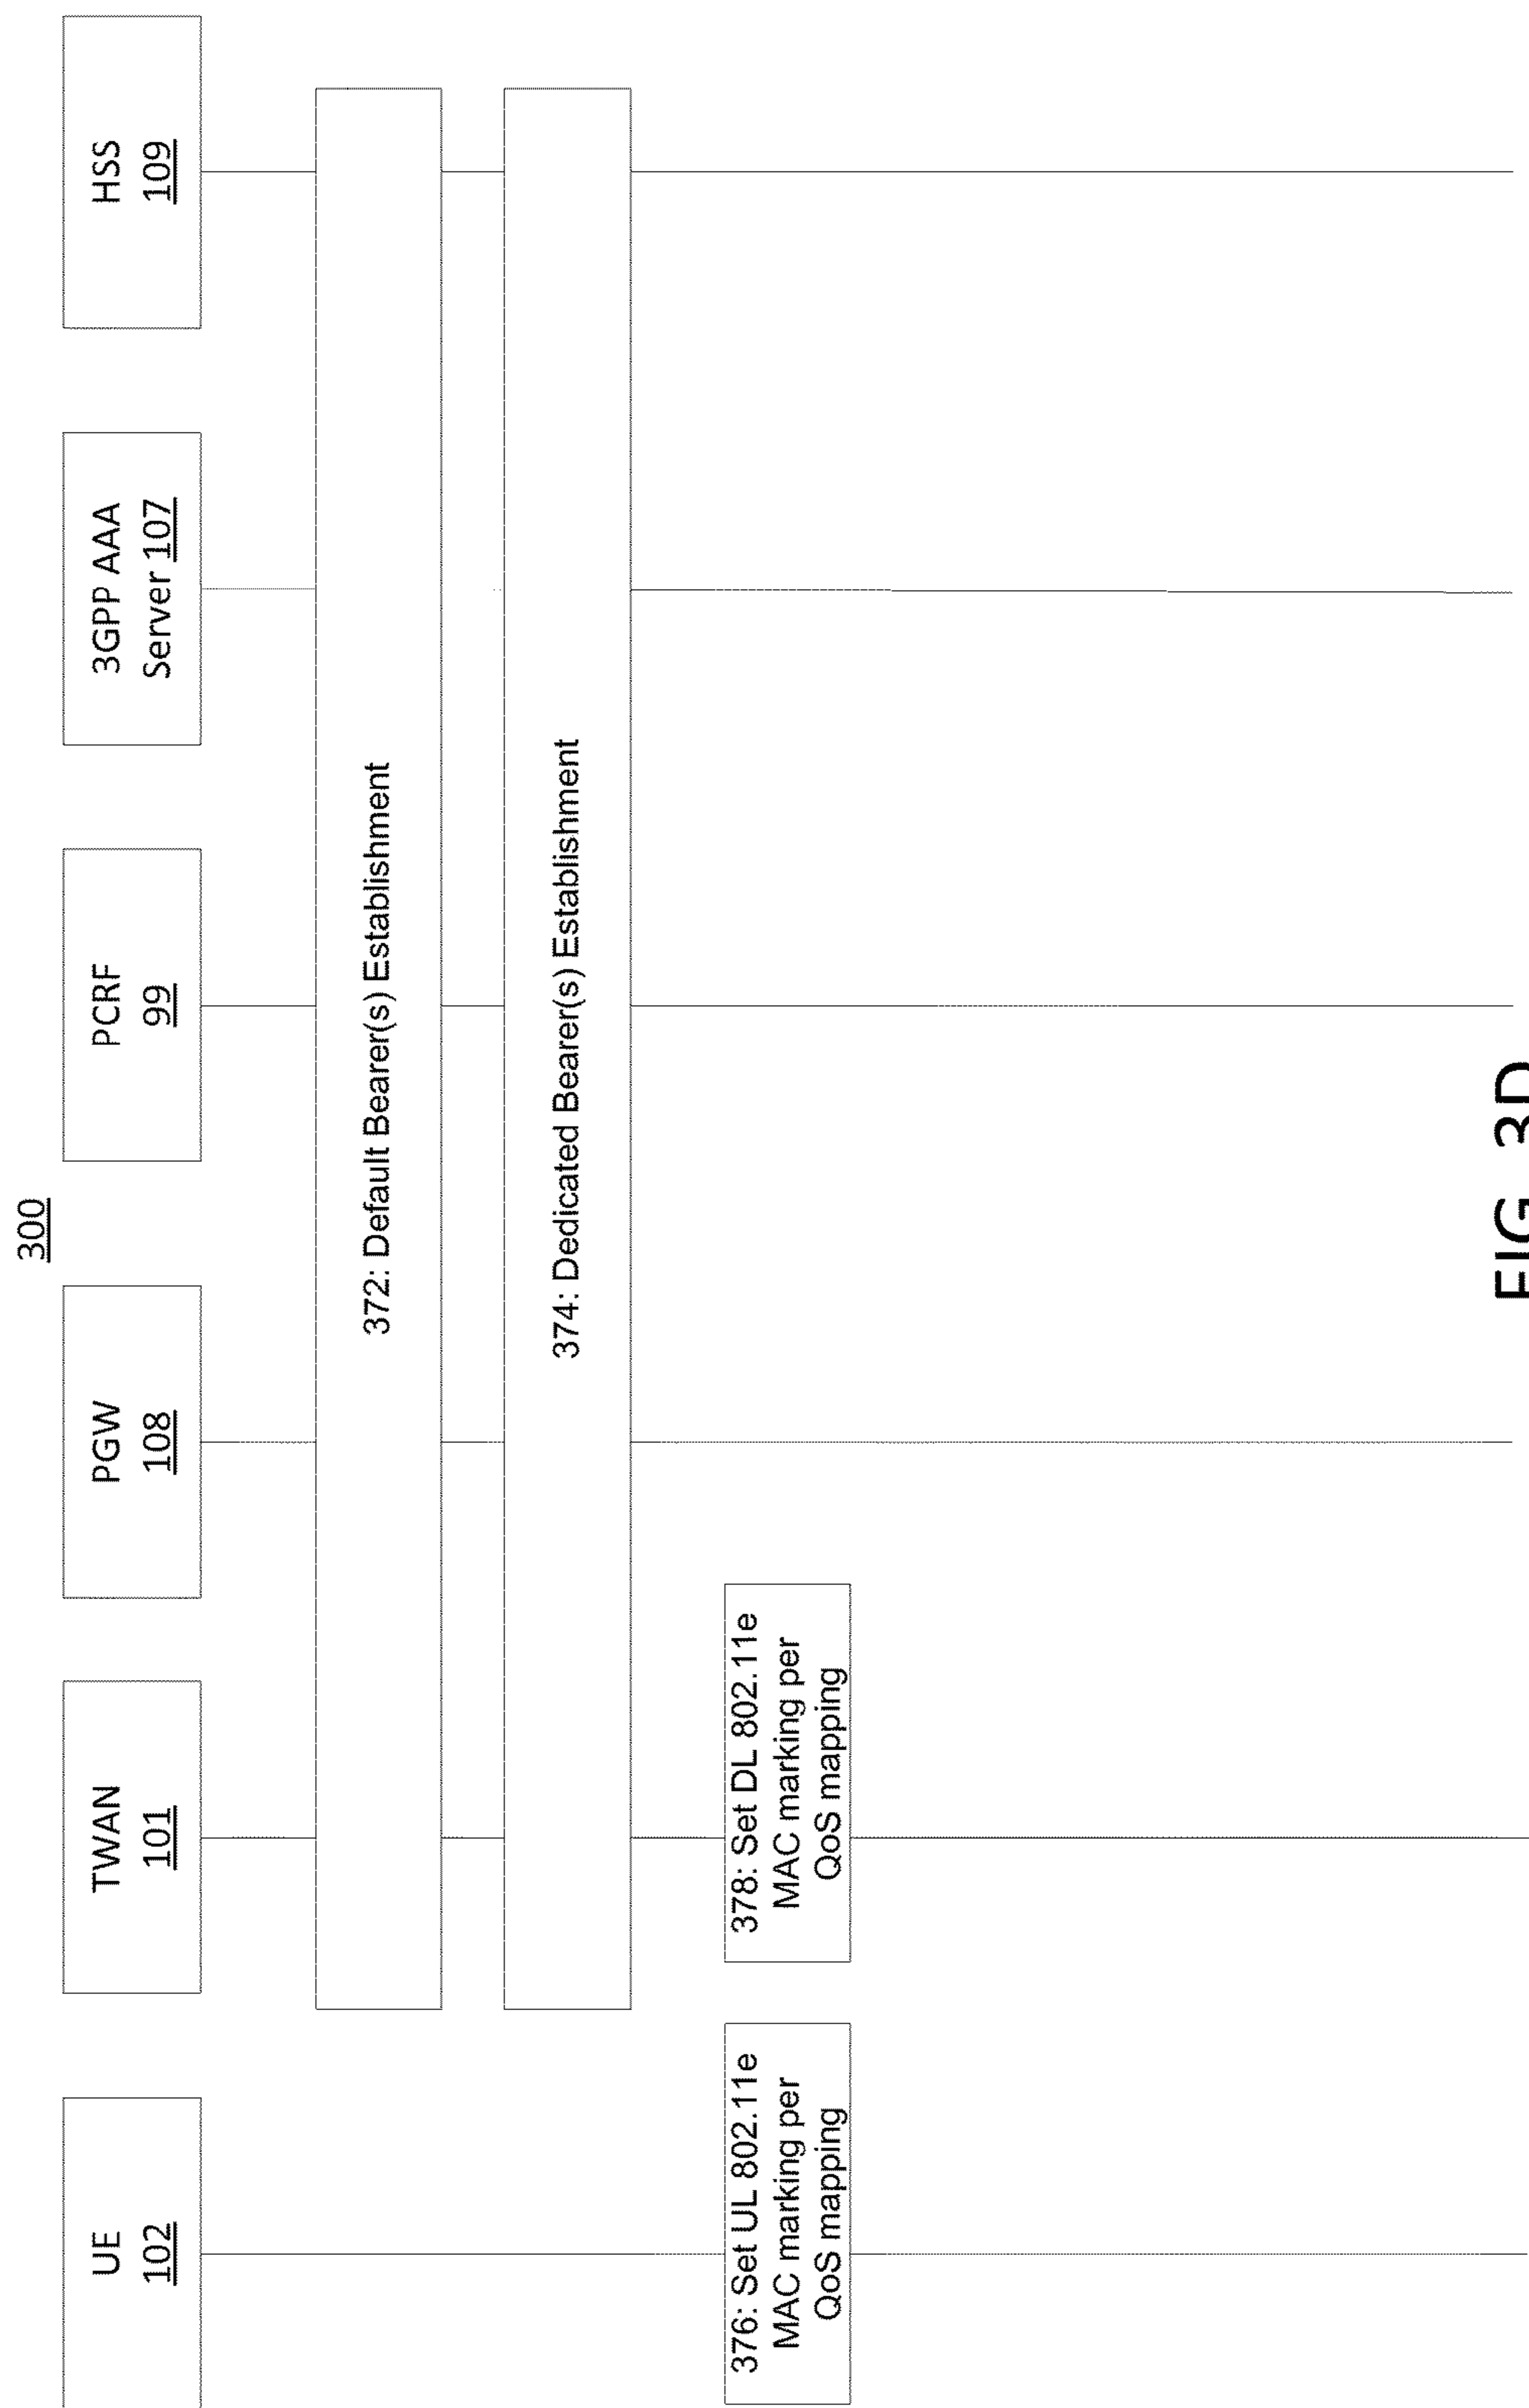 300
UE
102
TWAN
101
PGW
108
PCRF
99
3GPP AAA
Server 107
HSS
109
372: Default Bearer(s) Establishment
374: Dedicated Bearer(s) Establishment
376: Set UL 802.11e
MAC marking per
QoS mapping
378: Set DL 802.11e
MAC marking per
QoS mapping
FIG. 3D